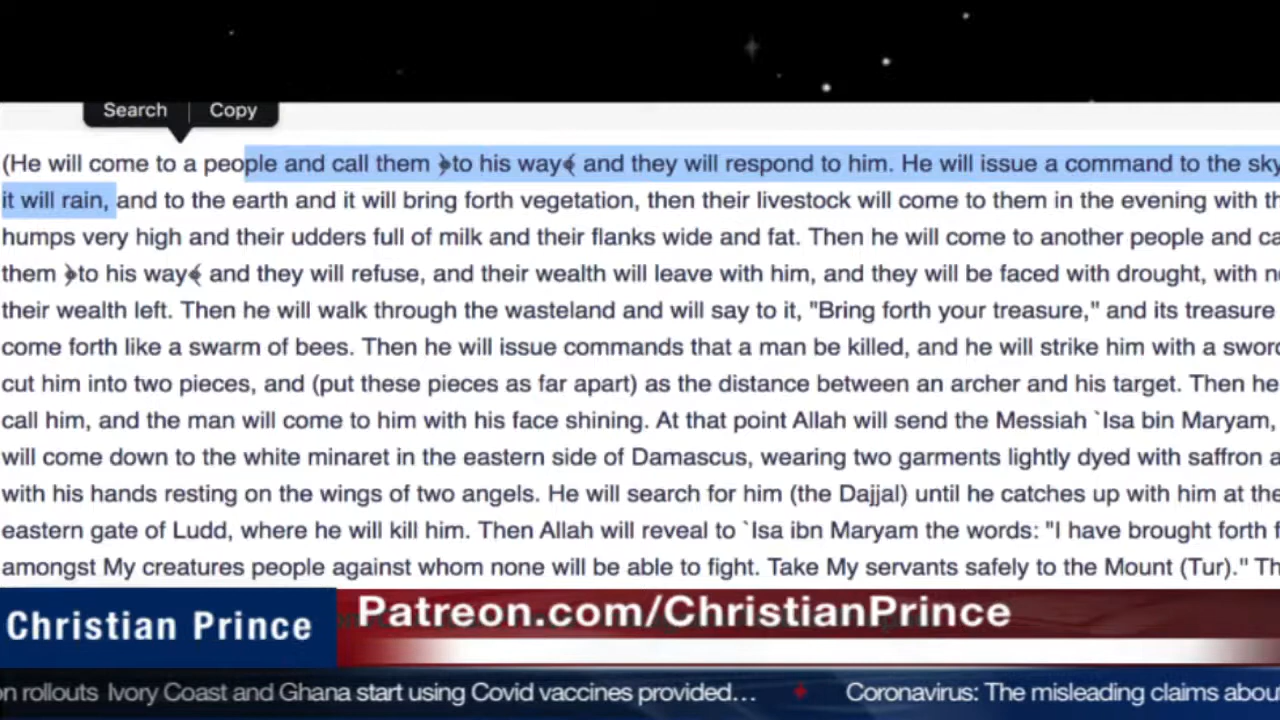 Search Copy
(He will come to a people and call them ﴿to his way﴾ and they will respond to him. He will issue a command to the sky
it will rain, and to the earth and it will bring forth vegetation, then their livestock will come to them in the evening with
humps very high and their udders full of milk and their flanks wide and fat. Then he will come to another people and
them ﴿to his way﴾ and they will refuse, and their wealth will leave with him, and they will be faced with drought, with
their wealth left. Then he will walk through the wasteland and will say to it, "Bring forth your treasure," and its treasure
come forth like a swarm of bees. Then he will issue commands that a man be killed, and he will strike him with a sword
cut him into two pieces, and (put these pieces as far apart) as the distance between an archer and his target. Then he
call him, and the man will come to him with his face shining. At that point Allah will send the Messiah `Isa bin Maryam,
will come down to the white minaret in the eastern side of Damascus, wearing two garments lightly dyed with saffron
with his hands resting on the wings of two angels. He will search for him (the Dajjal) until he catches up with him at the
eastern gate of Ludd, where he will kill him. Then Allah will reveal to `Isa ibn Maryam the words: "I have brought forth
amongst My creatures people against whom none will be able to fight. Take My servants safely to the Mount (Tur)."
Christian Prince
Patreon.com/ChristianPrince
on rollouts Ivory Coast and Ghana start using Covid vaccines provided... Coronavirus: The misleading claims